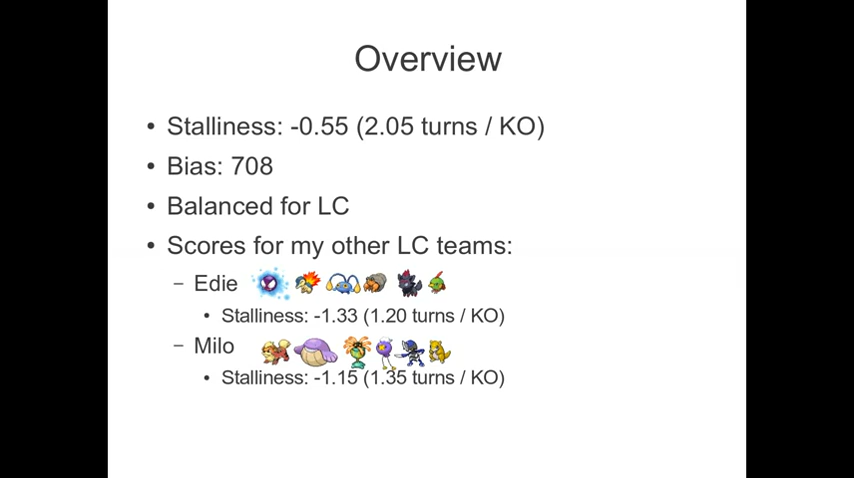 Overview
• Stalliness: -0.55 (2.05 turns / KO)
• Bias: 708
• Balanced for LC
• Scores for my other LC teams:
– Edie
• Stalliness: -1.33 (1.20 turns / KO)
– Milo
• Stalliness: -1.15 (1.35 turns / KO)